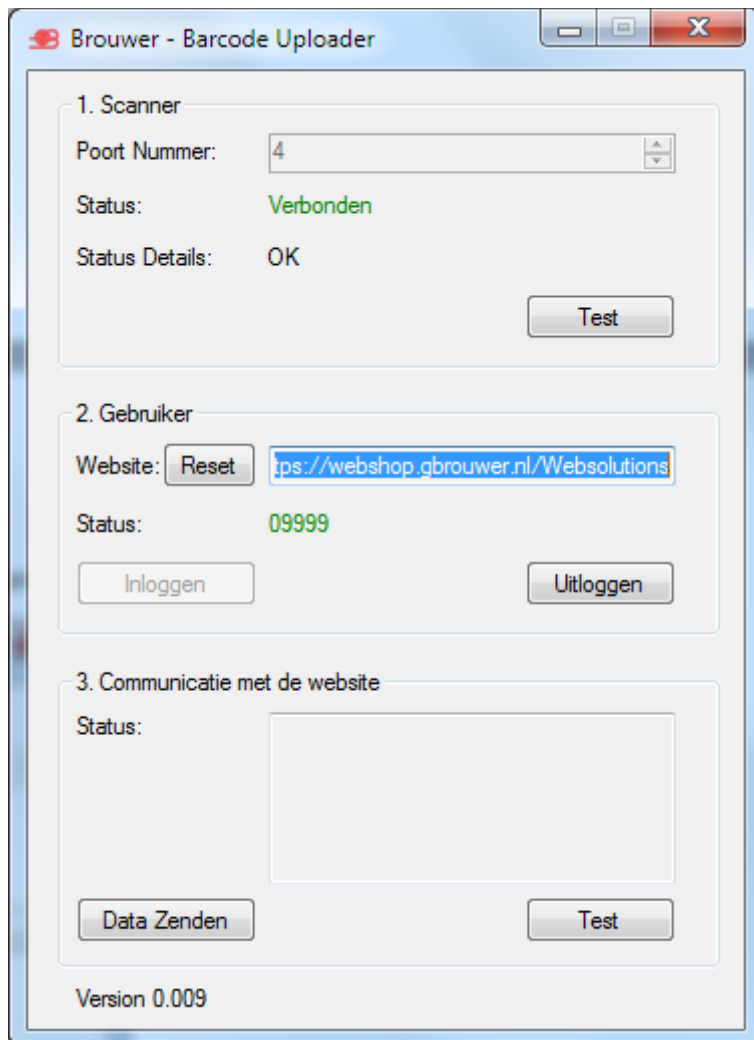 Brouwer - Barcode Uploader
1. Scanner
Poort Nummer: 4
Status: Verbonden
Status Details: OK
Test
2. Gebruiker
Website: Reset tps://webshop.gbrouwer.nl/Websolutions
Status: 09999
Inloggen Uitloggen
3. Communicatie met de website
Status:
Data Zenden Test
Version 0.009